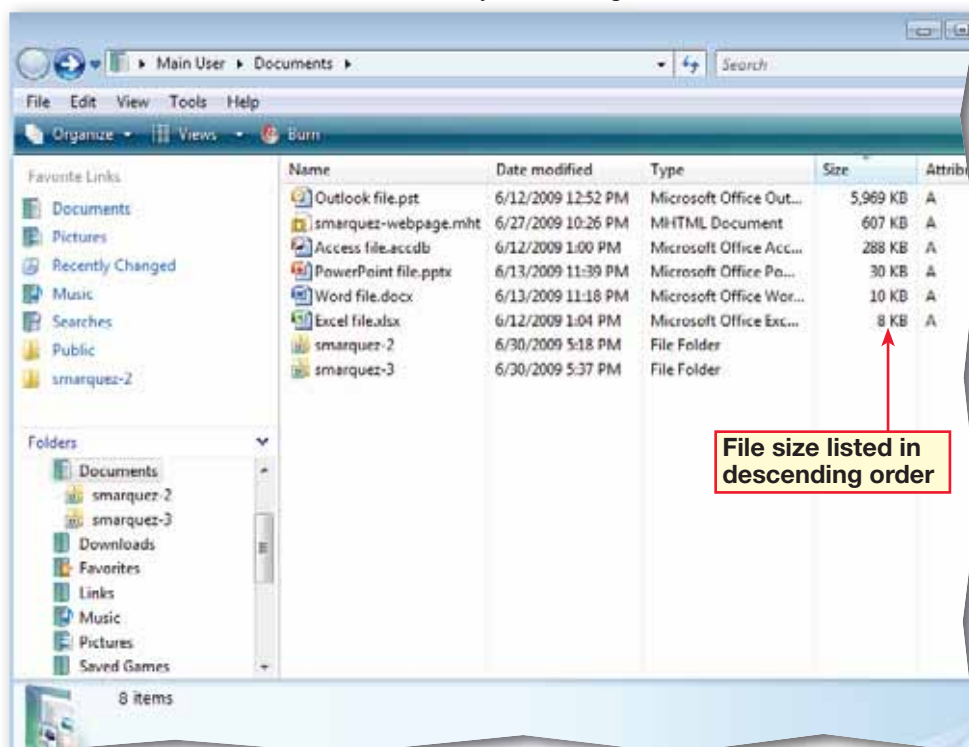 Main User ▸ Documents ▸
Search
File Edit View Tools Help
Organize Views Burn
Favorite Links
Documents
Pictures
Recently Changed
Music
Searches
Public
smarquez-2
Folders
Documents
smarquez-2
smarquez-3
Downloads
Favorites
Links
Music
Pictures
Saved Games
Name Date modified Type Size
Outlook file.pst 6/12/2009 12:52 PM Microsoft Office Out... 5,969 KB A
smarquez-webpage.mht 6/27/2009 10:26 PM MHTML Document 607 KB A
Access file.accdb 6/12/2009 1:00 PM Microsoft Office Acc... 288 KB A
PowerPoint file.pptx 6/13/2009 11:39 PM Microsoft Office Po... 30 KB A
Word file.docx 6/13/2009 11:18 PM Microsoft Office Wor... 10 KB A
Excel file.xlsx 6/12/2009 1:04 PM Microsoft Office Exc... 8 KB A
smarquez-2 6/30/2009 5:18 PM File Folder
smarquez-3 6/30/2009 5:37 PM File Folder
File size listed in
descending order
8 items